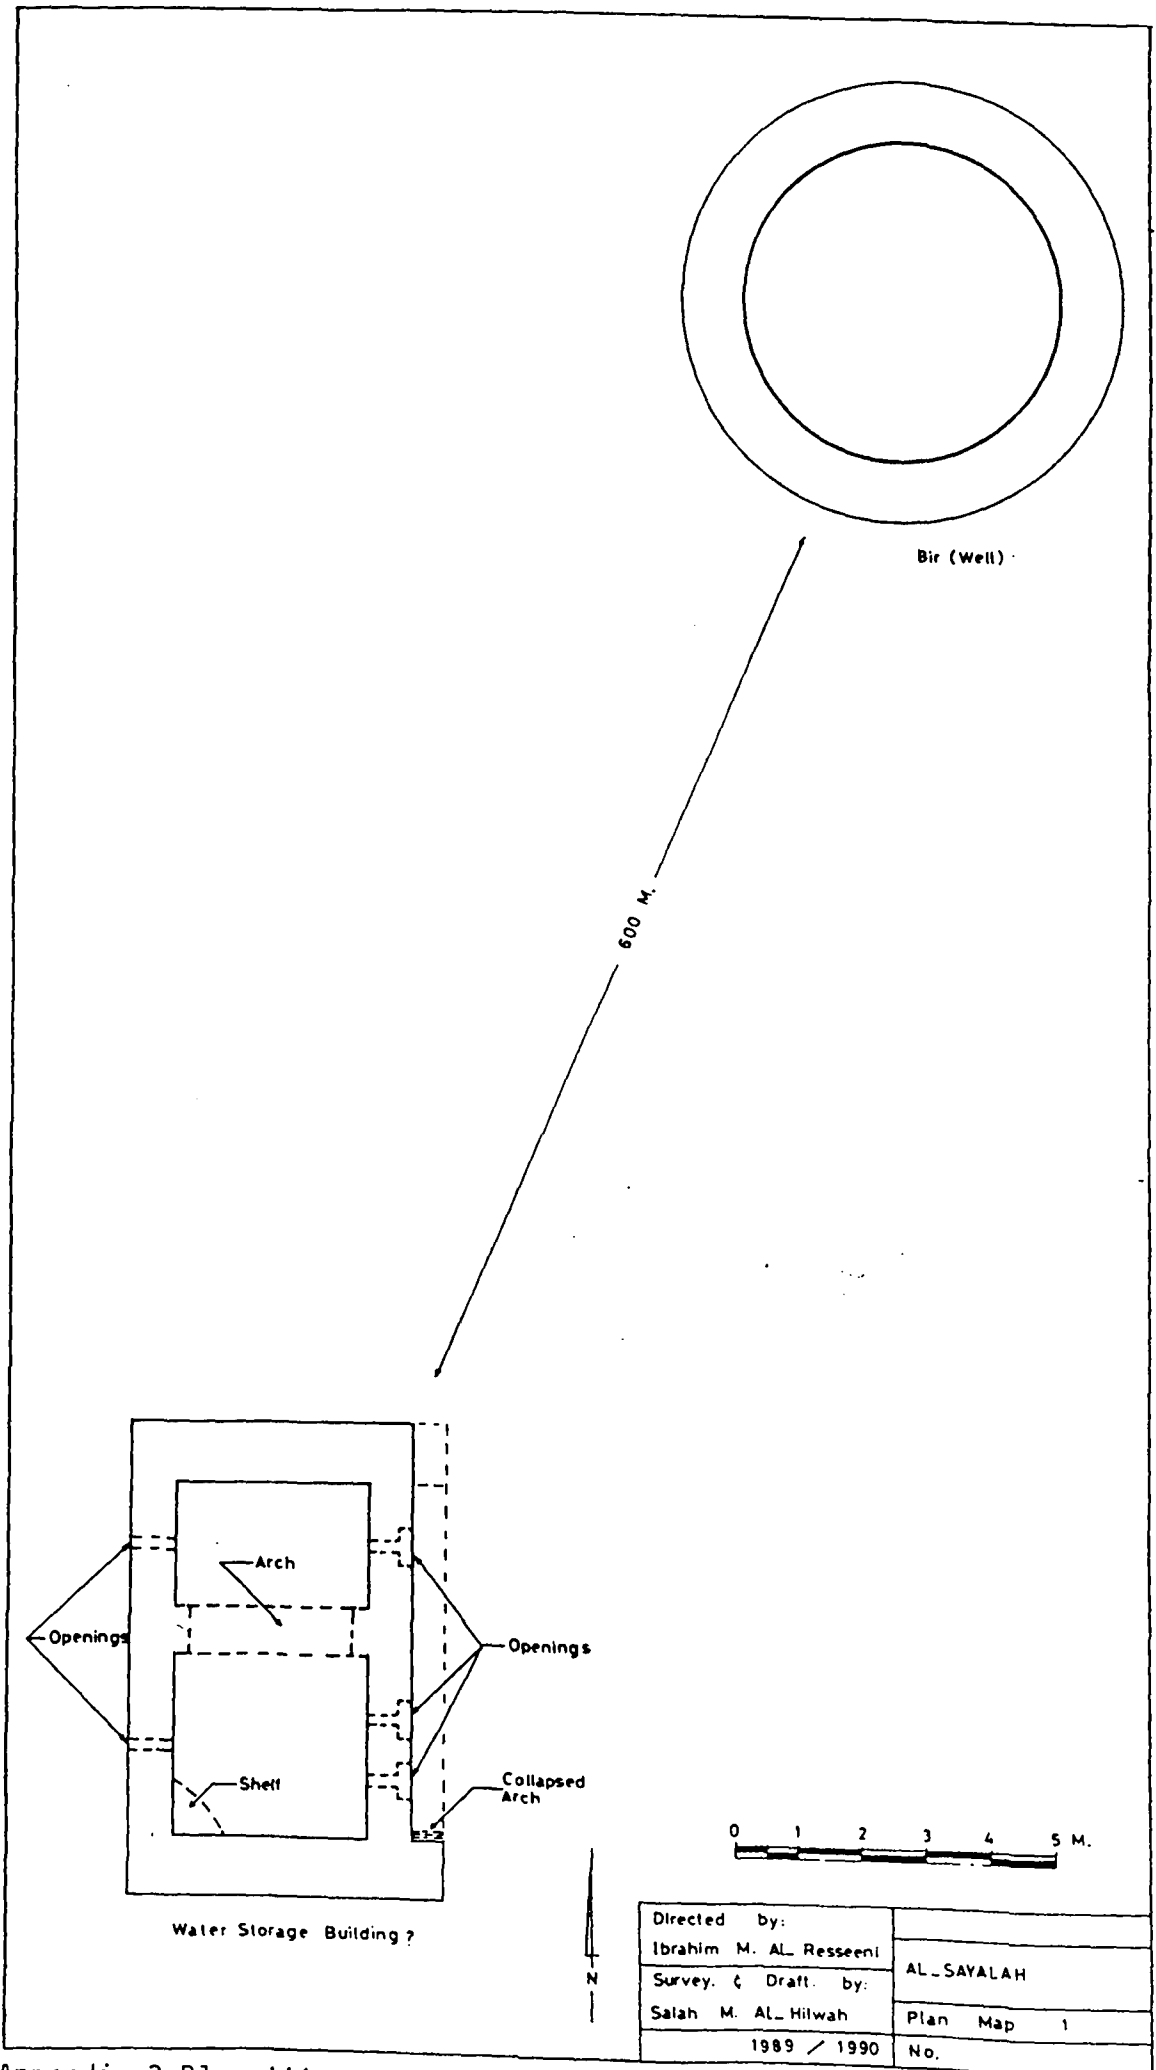 Bir (Well)
600 M.
Arch
Openings
Openings
Shelf
Collapsed
Arch
0 1 2 3 4 5 M.
Water Storage Building?
N
Directed by:
Ibrahim M. AL_Resseeni
AL_SAYALAH
Survey. & Draft. by:
Salah M. AL_Hilwah
Plan Map 1
1989 / 1990
No.